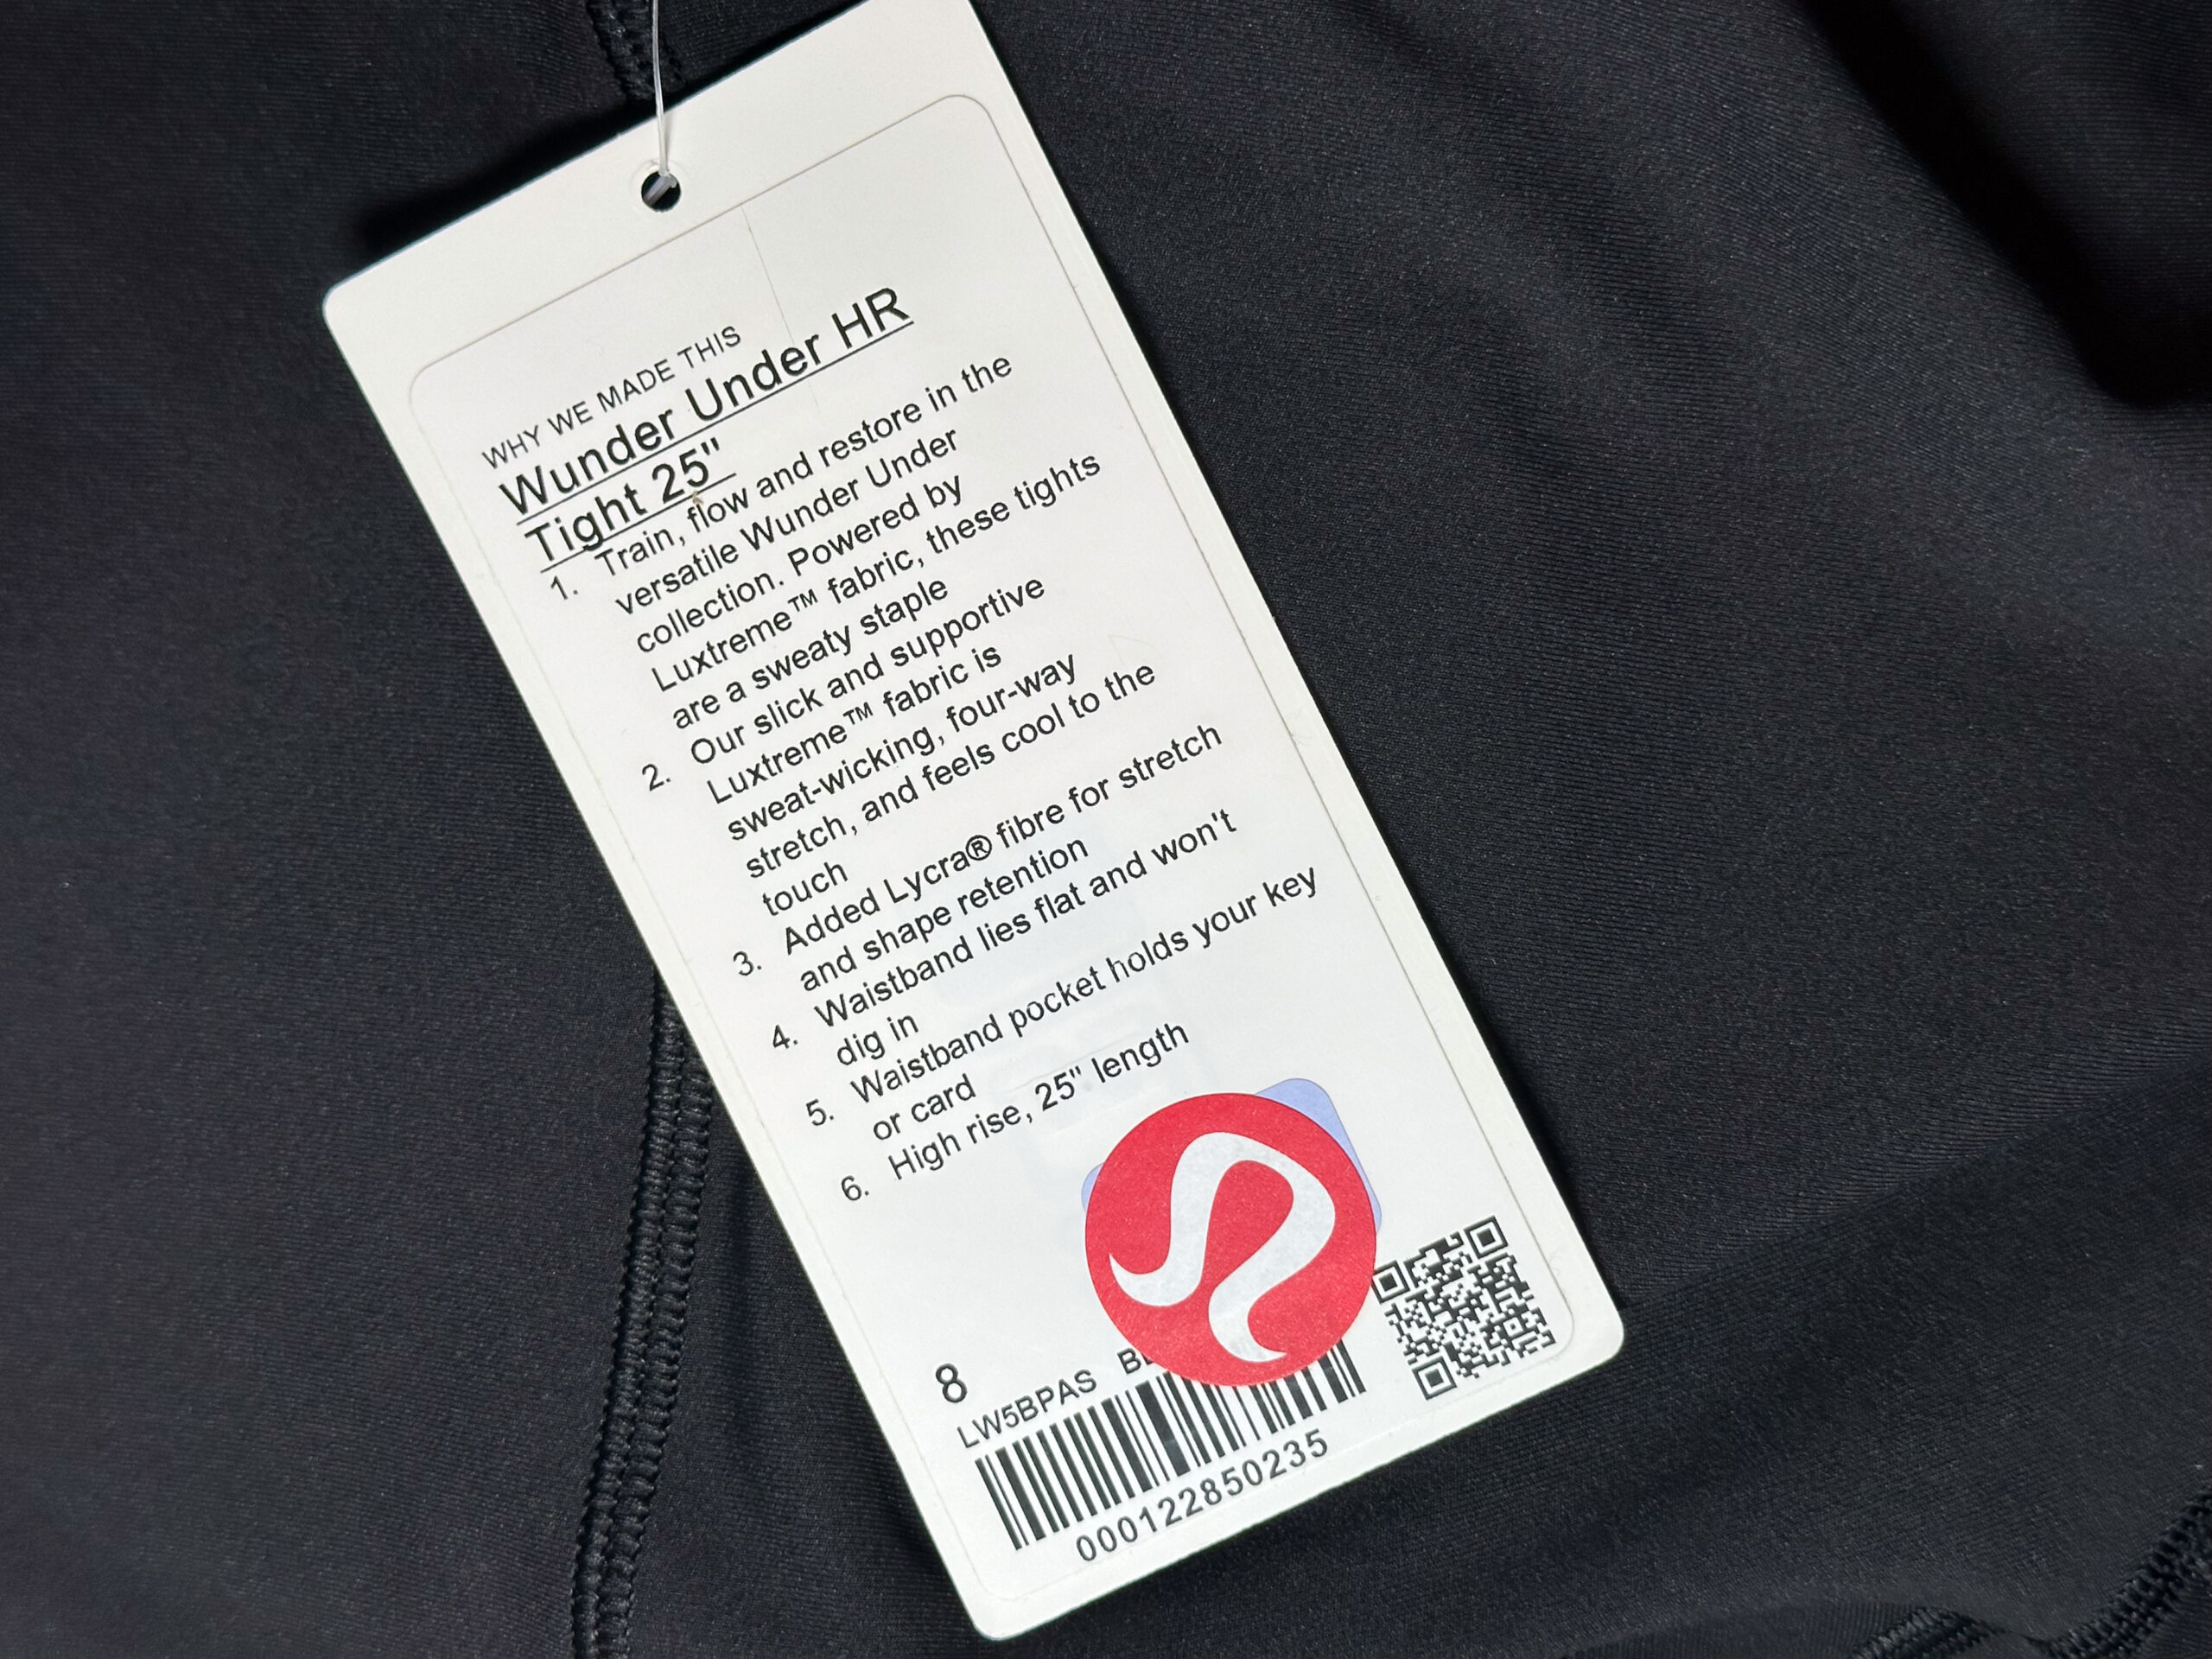 WHY WE MADE THIS
Wunder Under HR
Tight 25"
1. Train, flow and restore in the
versatile Wunder Under
collection. Powered by
Luxtreme™ fabric, these tights
are a sweaty staple
2. Our slick and supportive
Luxtreme™ fabric is
sweat-wicking, four-way
stretch, and feels cool to the
touch
3. Added Lycra® fibre for stretch
and shape retention
4. Waistband lies flat and won't
dig in
5. Waistband pocket holds your key
or card
6. High rise, 25" length
8
LW5BPAS
000122850235